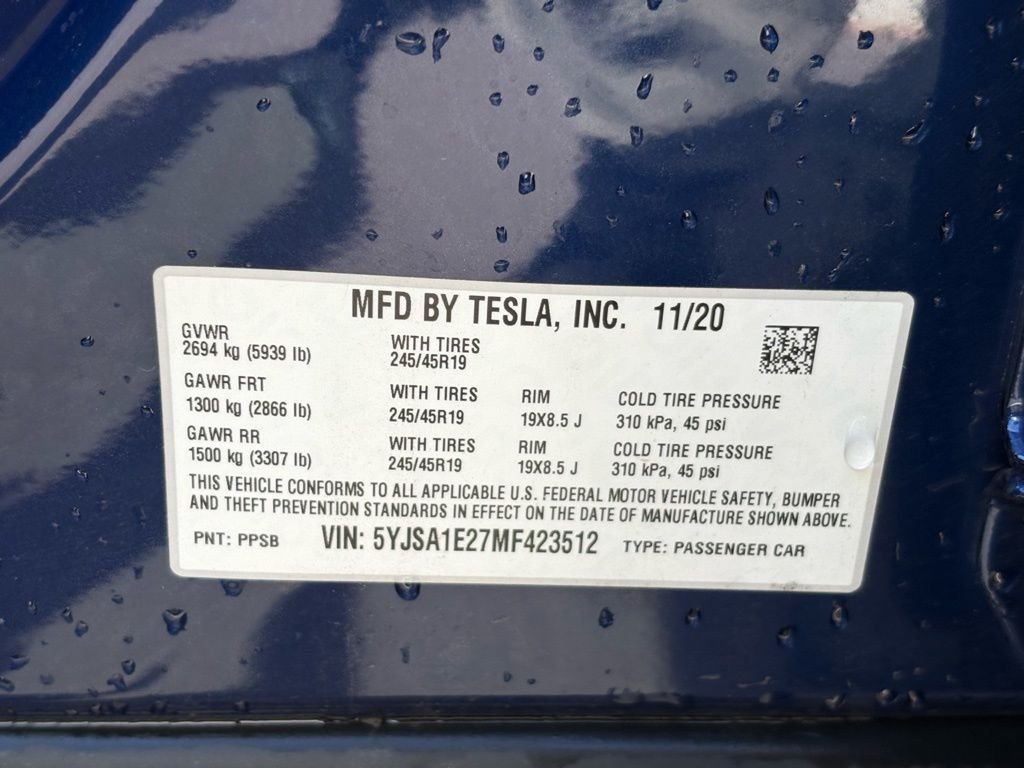 MFD BY TESLA, INC. 11/20
GVWR
2694 kg (5939 lb)
WITH TIRES
245/45R19
GAWR FRT
1300 kg (2866 lb)
WITH TIRES
245/45R19
RIM
19X8.5 J
COLD TIRE PRESSURE
310 kPa, 45 psi
GAWR RR
1500 kg (3307 lb)
WITH TIRES
245/45R19
RIM
19X8.5 J
COLD TIRE PRESSURE
310 kPa, 45 psi
THIS VEHICLE CONFORMS TO ALL APPLICABLE U.S. FEDERAL MOTOR VEHICLE SAFETY, BUMPER
AND THEFT PREVENTION STANDARDS IN EFFECT ON THE DATE OF MANUFACTURE SHOWN ABOVE.
PNT: PPSB VIN: 5YJSA1E27MF423512 TYPE: PASSENGER CAR